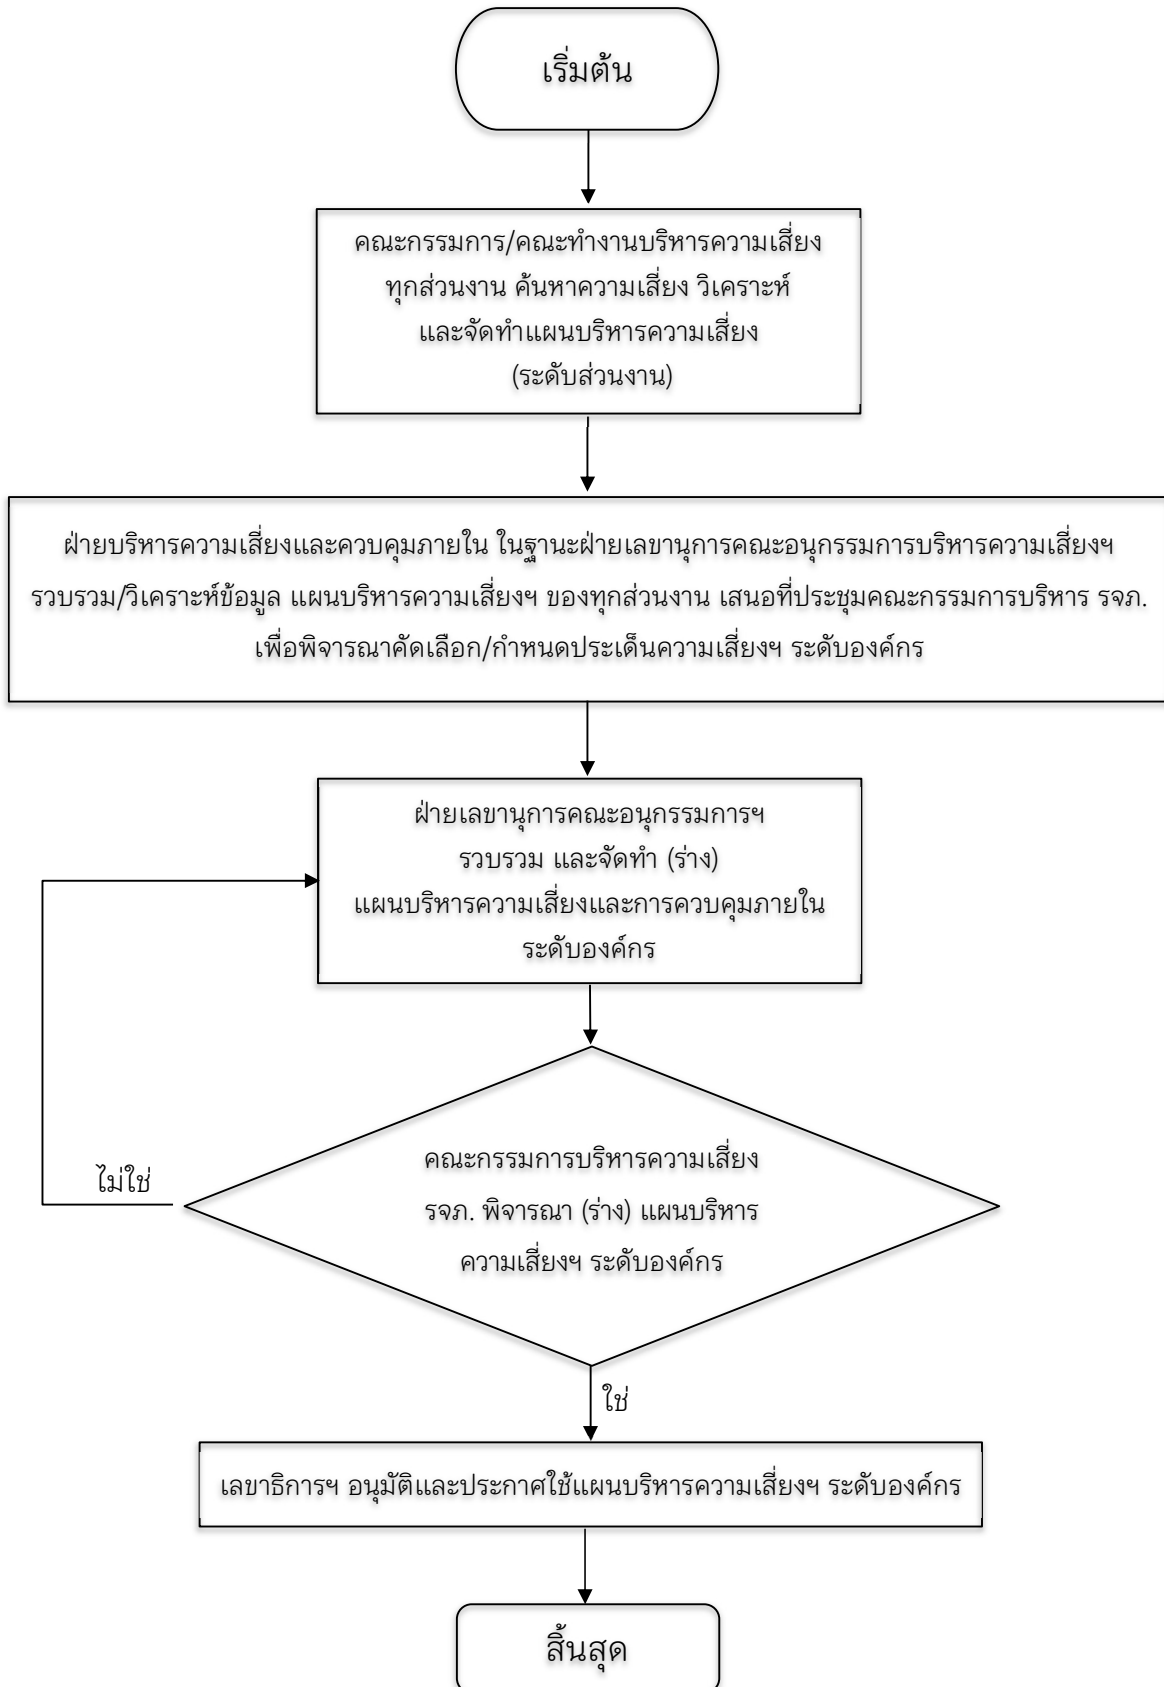 เริ่มต้น
คณะกรรมการ/คณะทำงานบริหารความเสี่ยง
ทุกส่วนงาน ค้นหาความเสี่ยง วิเคราะห์
และจัดทำแผนบริหารความเสี่ยง
(ระดับส่วนงาน)
ฝ่ายบริหารความเสี่ยงและควบคุมภายใน ในฐานะฝ่ายเลขานุการคณะอนุกรรมการบริหารความเสี่ยงฯ
รวบรวม/วิเคราะห์ข้อมูล แผนบริหารความเสี่ยงฯ ของทุกส่วนงาน เสนอที่ประชุมคณะกรรมการบริหาร รจภ.
เพื่อพิจารณาคัดเลือก/กำหนดประเด็นความเสี่ยงฯ ระดับองค์กร
ฝ่ายเลขานุการคณะอนุกรรมการฯ
รวบรวม และจัดทำ (ร่าง)
แผนบริหารความเสี่ยงและการควบคุมภายใน
ระดับองค์กร
คณะกรรมการบริหารความเสี่ยง
รจภ. พิจารณา (ร่าง) แผนบริหาร
ความเสี่ยงฯ ระดับองค์กร
ไม่ใช่
ใช่
เลขาธิการฯ อนุมัติและประกาศใช้แผนบริหารความเสี่ยงฯ ระดับองค์กร
สิ้นสุด